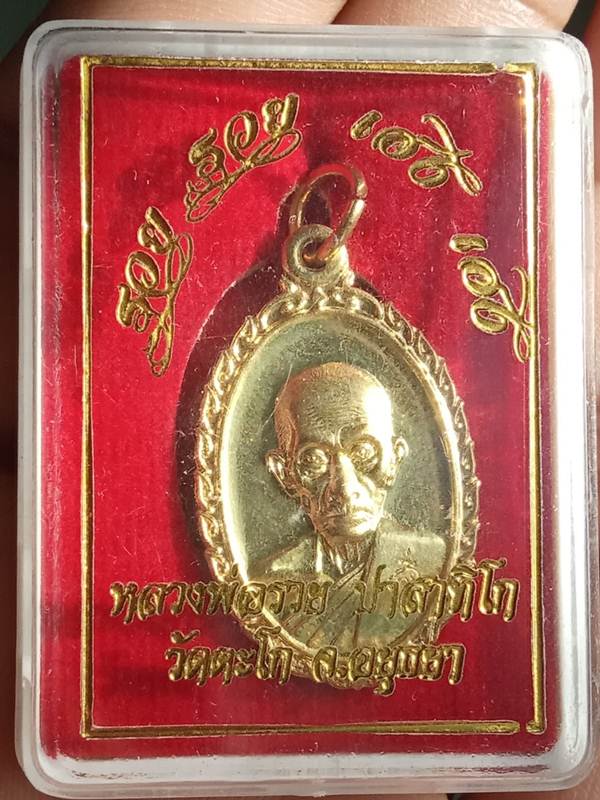 รวย รวย เฮง เฮง
หลวงพ่อรวย ปาสาทิโก
วัดตะโก จ.อยุธยา